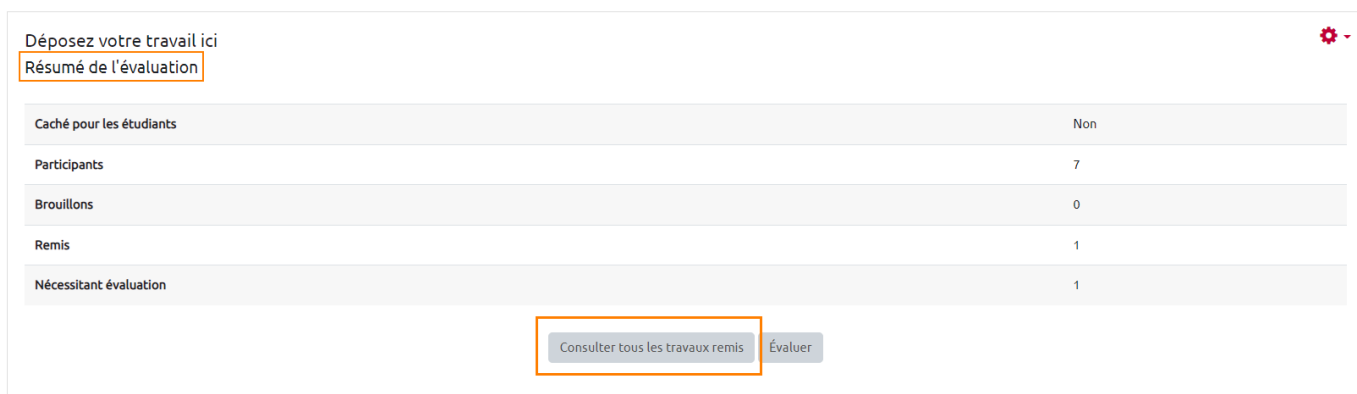 Déposez votre travail ici
Résumé de l'évaluation
Caché pour les étudiants Non
Participants 7
Brouillons 0
Remis 1
Nécessitant évaluation 1
Consulter tous les travaux remis Évaluer